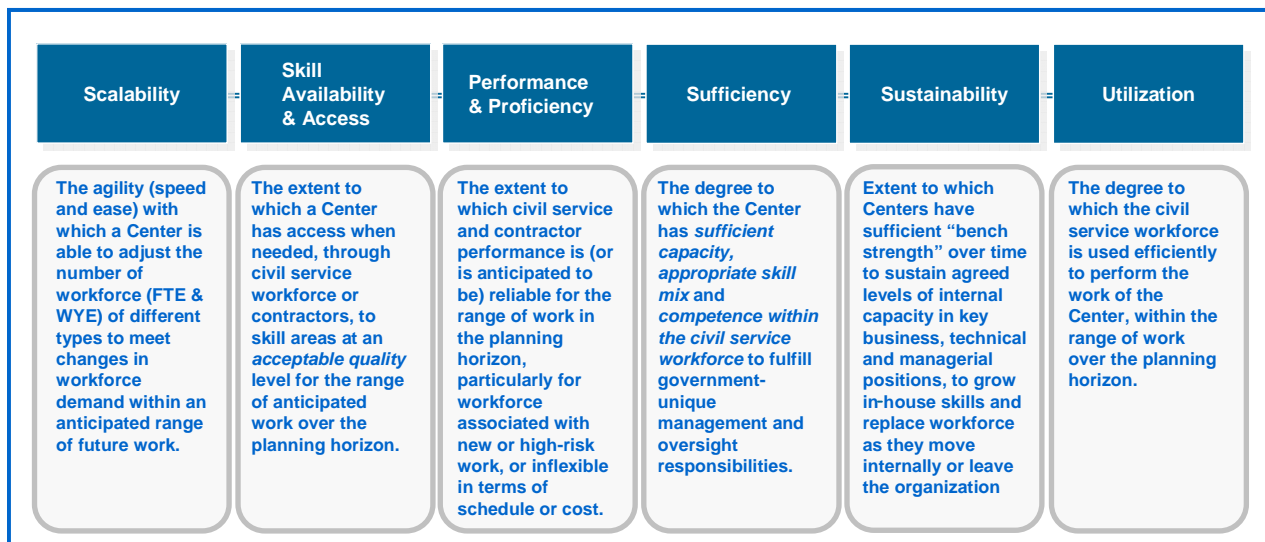 Scalability
Skill
Availability
& Access
Performance
& Proficiency
Sufficiency
Sustainability
Utilization
The agility (speed
and ease) with
which a Center is
able to adjust the
number of
workforce (FTE &
WYE) of different
types to meet
changes in
workforce
demand within an
anticipated range
of future work.
The extent to
which a Center
has access when
needed, through
civil service
workforce or
contractors, to
skill areas at an
acceptable quality
level for the range
of anticipated
work over the
planning horizon.
The extent to
which civil service
and contractor
performance is (or
is anticipated to
be) reliable for the
range of work in
the planning
horizon,
particularly for
workforce
associated with
new or high-risk
work, or inflexible
in terms of
schedule or cost.
The degree to
which the Center
has sufficient
capacity,
appropriate skill
mix and
competence within
the civil service
workforce to fulfill
government-
unique
management and
oversight
responsibilities.
Extent to which
Centers have
sufficient “bench
strength” over time
to sustain agreed
levels of internal
capacity in key
business, technical
and managerial
positions, to grow
in-house skills and
replace workforce
as they move
internally or leave
the organization
The degree to
which the civil
service workforce
is used efficiently
to perform the
work of the
Center, within the
range of work
over the planning
horizon.